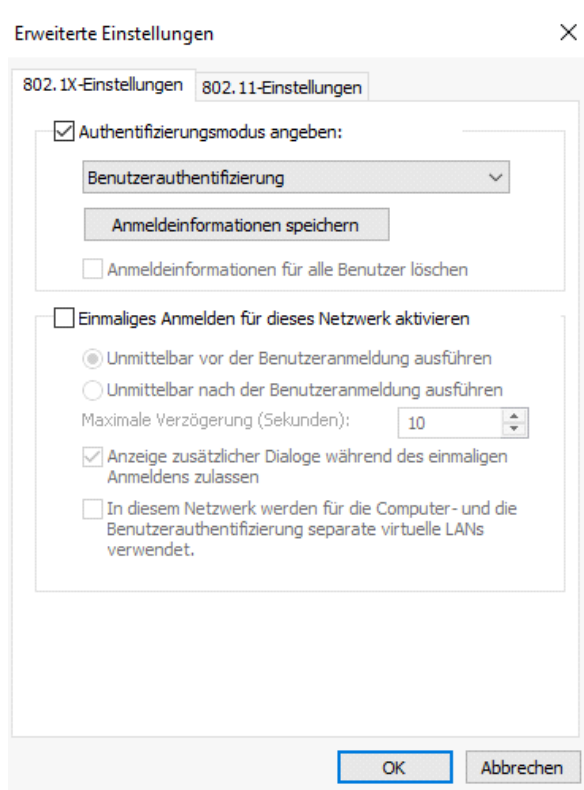 Erweiterte Einstellungen
802.1X-Einstellungen 802.11-Einstellungen
Authentifizierungsmodus angeben:
Benutzerauthentifizierung
Anmeldeinformationen speichern
Anmeldeinformationen für alle Benutzer löschen
Einmaliges Anmelden für dieses Netzwerk aktivieren
Unmittelbar vor der Benutzeranmeldung ausführen
Unmittelbar nach der Benutzeranmeldung ausführen
Maximale Verzögerung (Sekunden): 10
Anzeige zusätzlicher Dialoge während des einmaligen
Anmeldens zulassen
In diesem Netzwerk werden für die Computer- und die
Benutzerauthentifizierung separate virtuelle LANs
verwendet.
OK Abbrechen